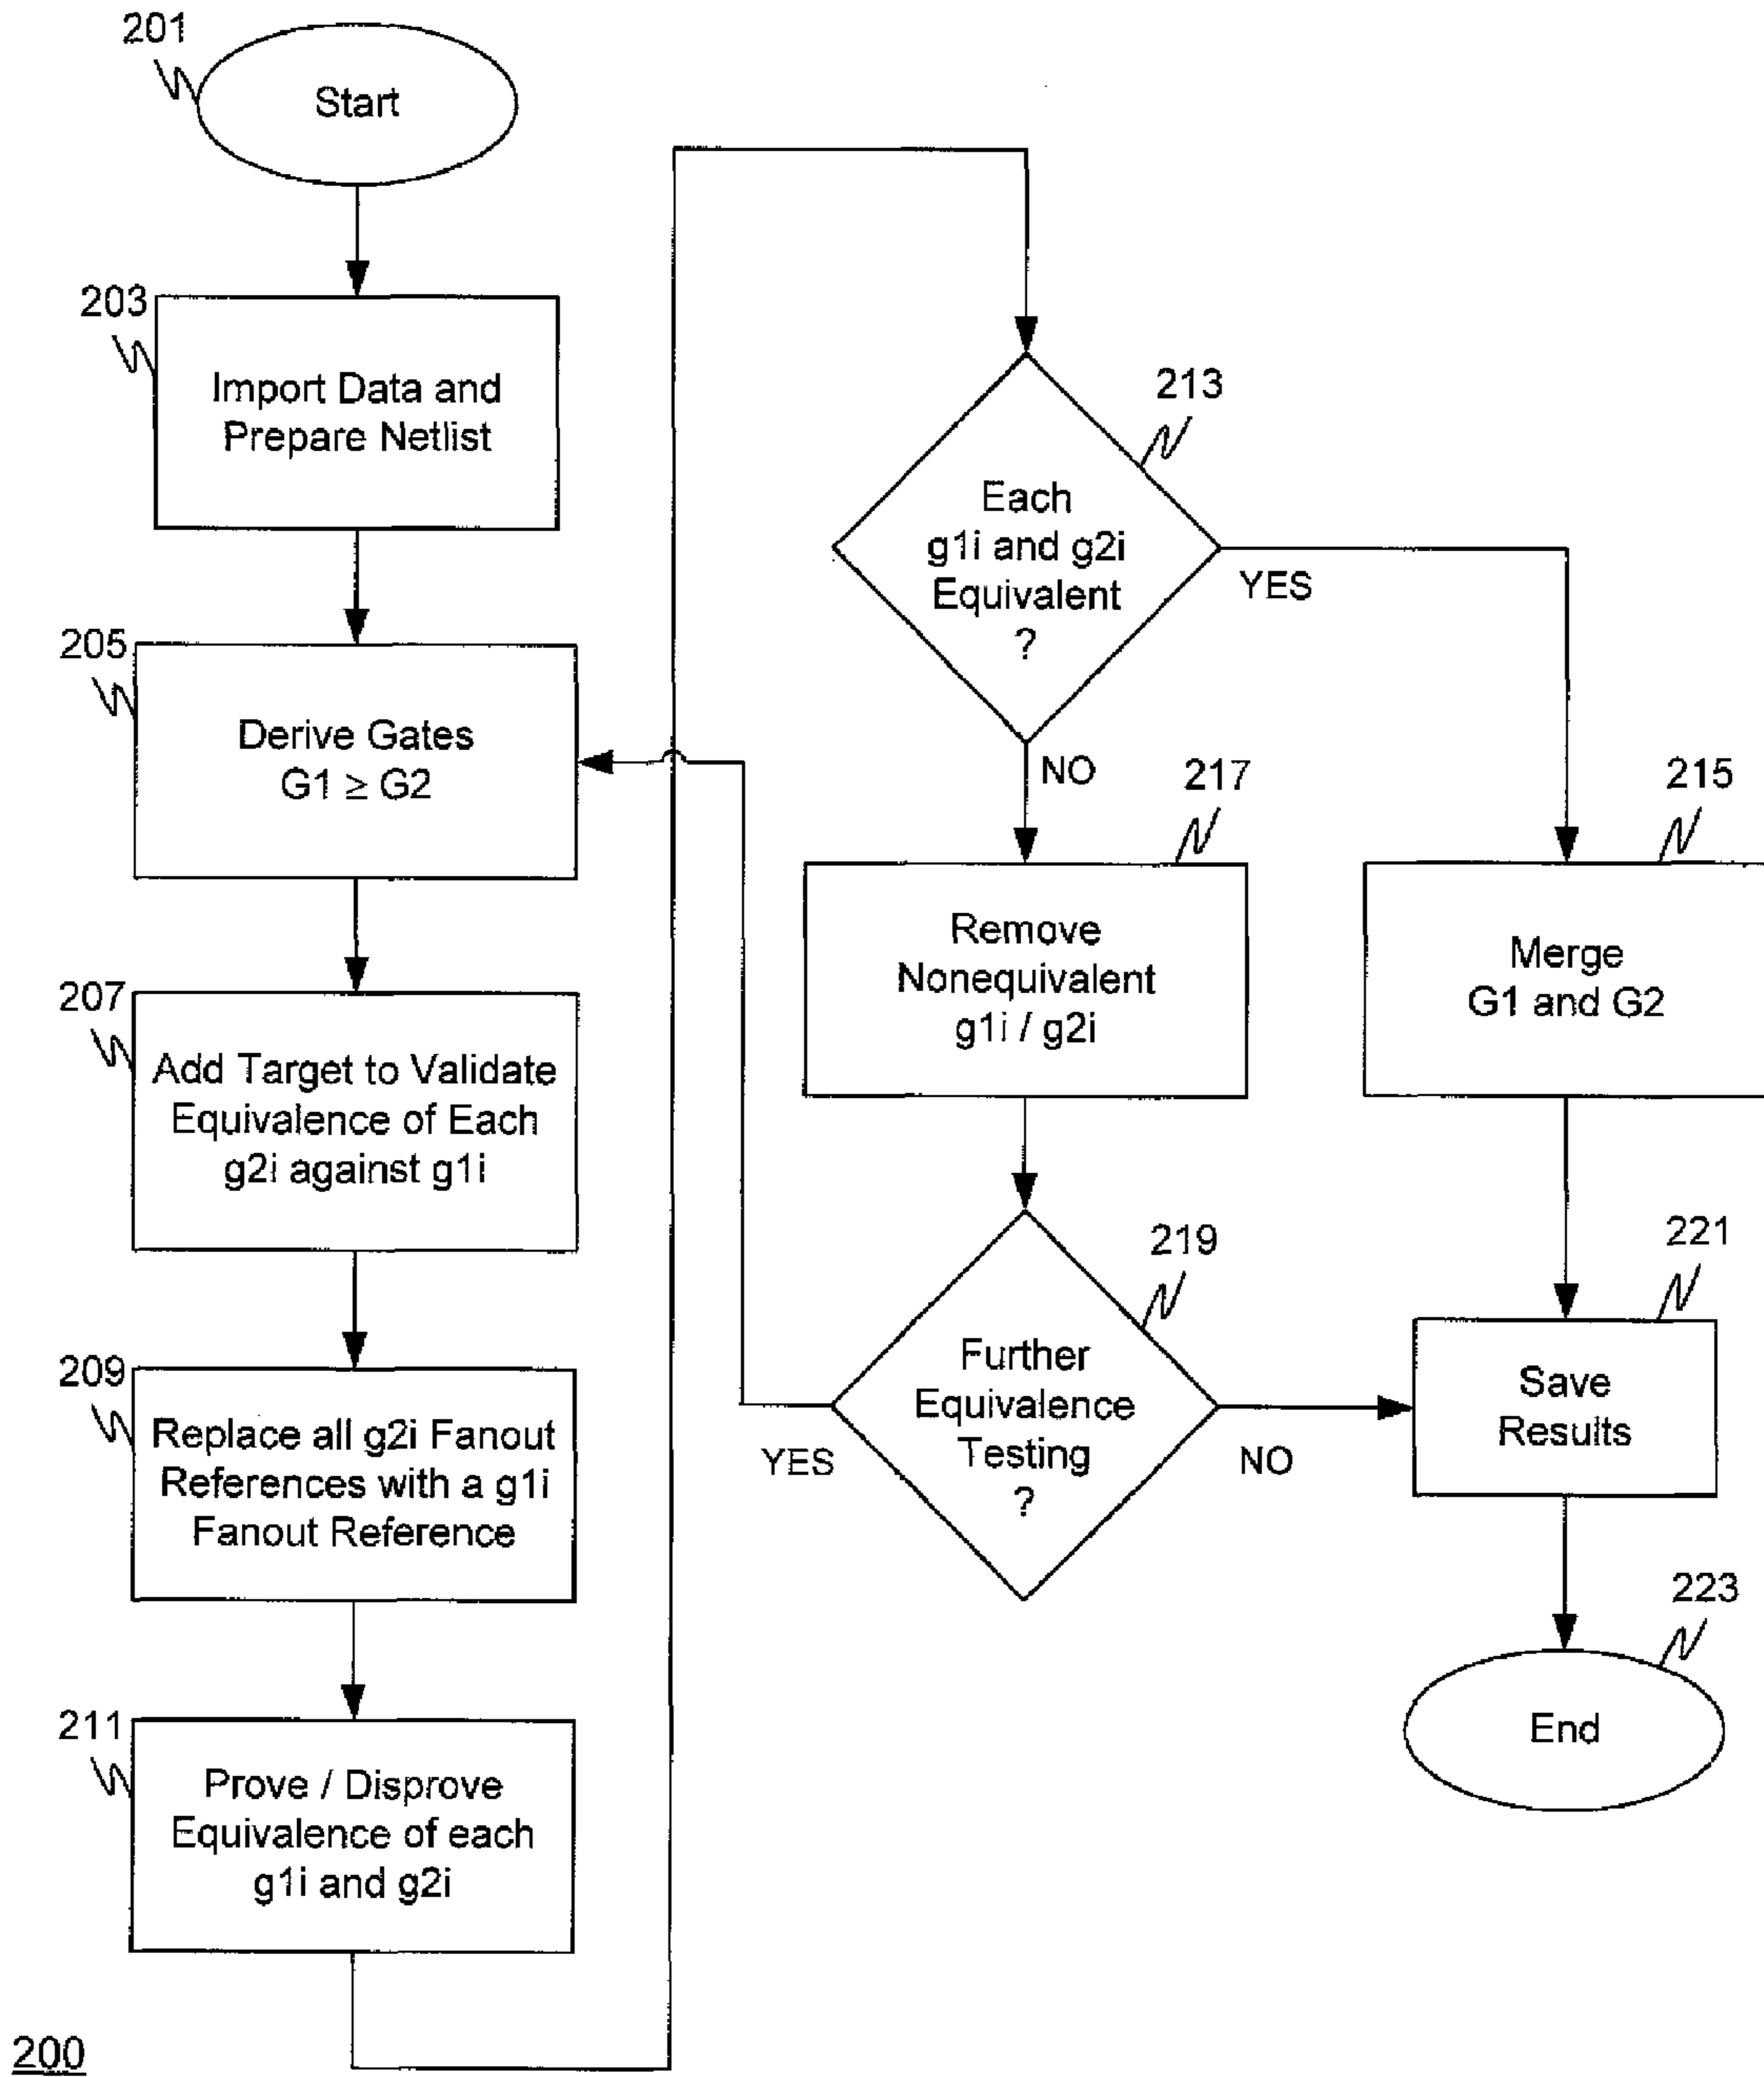 201
Start
203
Import Data and
Prepare Netlist
205
Derive Gates
G1 ≥ G2
207
Add Target to Validate
Equivalence of Each
g2i against g1i
209
Replace all g2i Fanout
References with a g1i
Fanout Reference
211
Prove / Disprove
Equivalence of each
g1i and g2i
213
Each
g1i and g2i
Equivalent
?
YES
NO
217
Remove
Nonequivalent
g1i / g2i
215
Merge
G1 and G2
219
Further
Equivalence
Testing
?
YES
NO
221
Save
Results
223
End
200